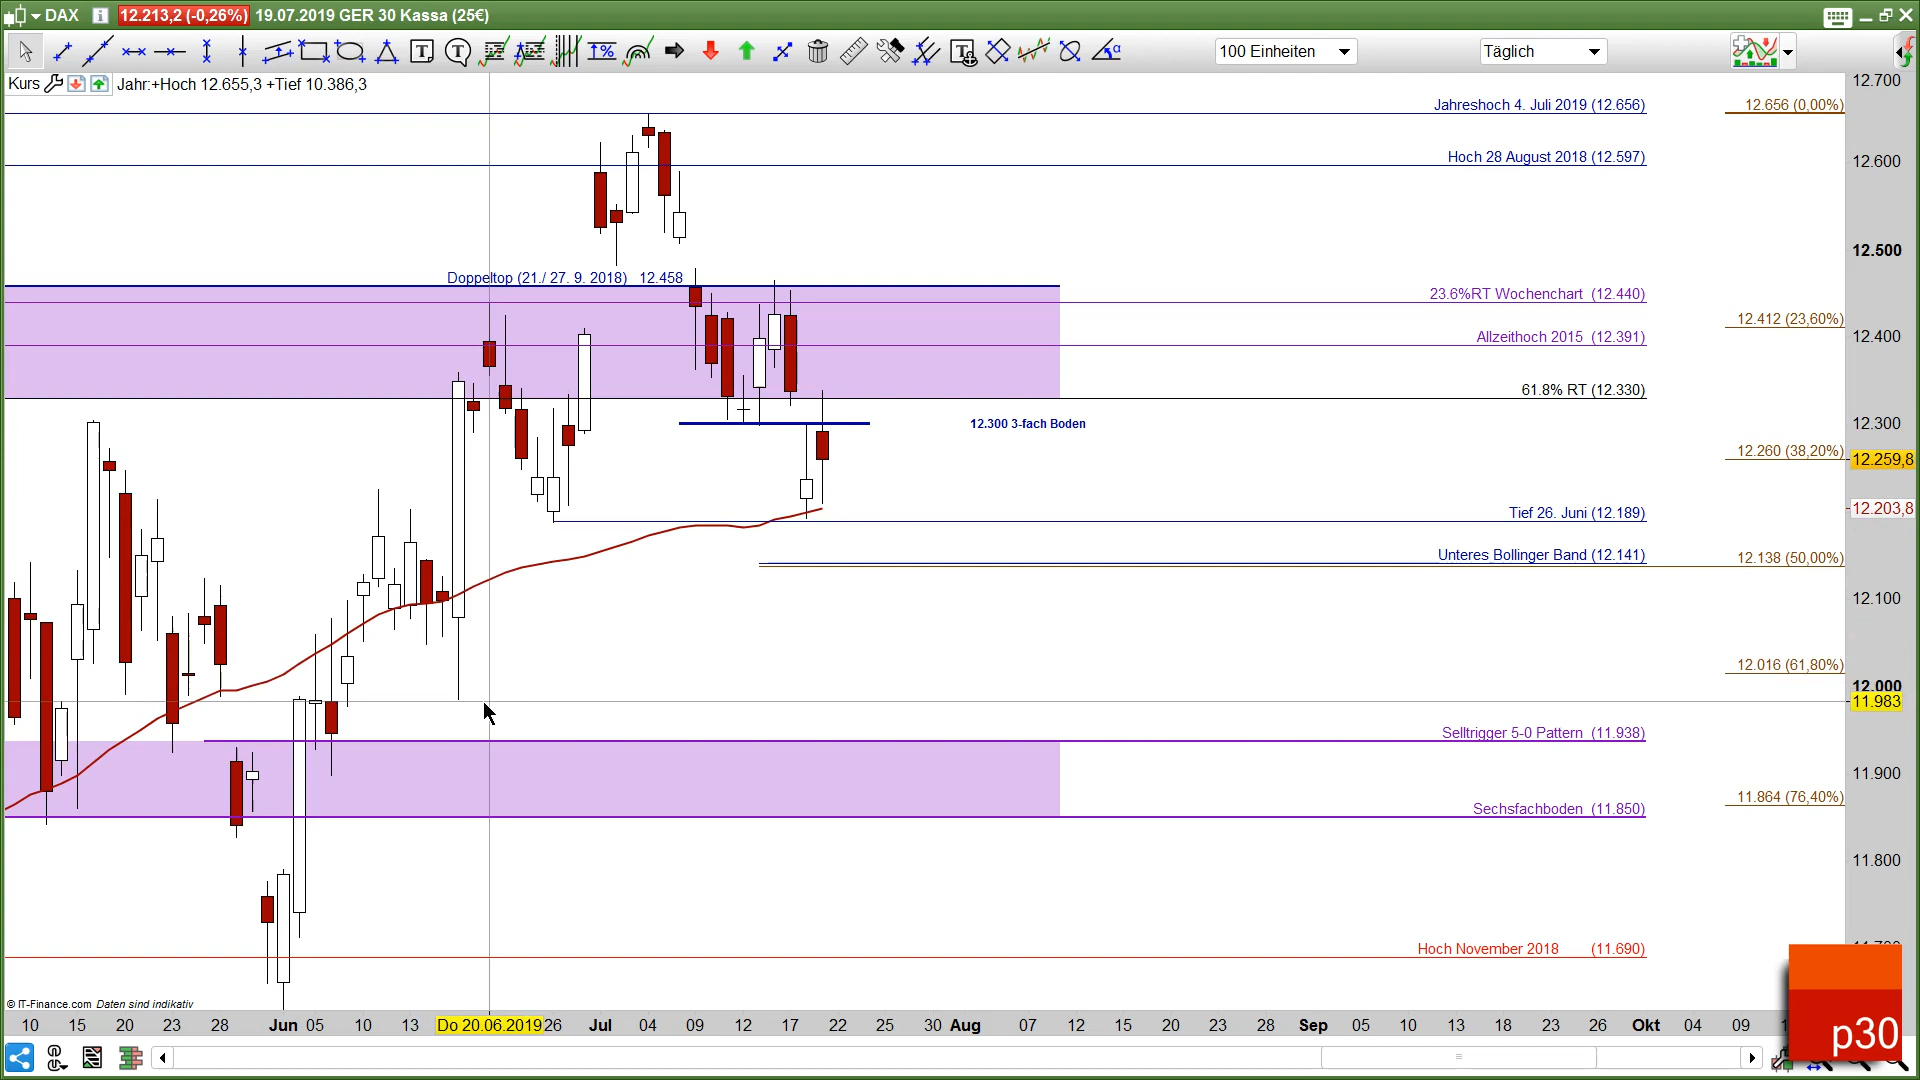 DAX i 12.213,2 (-0,26%) 19.07.2019 GER 30 Kassa (25€)
100 Einheiten
Täglich
Kurs Jahr:+Hoch 12.655,3 +Tief 10.386,3
12.700
Jahreshoch 4. Juli 2019 (12.656)
12.656 (0,00%)
Hoch 28 August 2018 (12.597)
12.600
12.500
Doppeltop (21./ 27. 9. 2018) 12.458
23.6%RT Wochenchart (12.440)
12.412 (23,60%)
Allzeithoch 2015 (12.391)
12.400
61.8% RT (12.330)
12.300 3-fach Boden
12.300
12.260 (38,20%)
12.259,8
12.203,8
Tief 26. Juni (12.189)
Unteres Bollinger Band (12.141)
12.138 (50,00%)
12.100
12.016 (61,80%)
12.000
11.983
Selltrigger 5-0 Pattern (11.938)
11.900
11.864 (76,40%)
Sechsfachboden (11.850)
11.800
Hoch November 2018 (11.690)
© IT-Finance.com Daten sind indikativ
10 15 20 23 28 Jun 05 10 13 Do 20.06.2019 26 Jul 04 09 12 17 22 25 30 Aug 07 12 15 20 23 28 Sep 05 10 13 18 23 26 Okt 04 09
p30